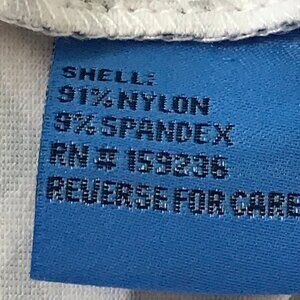 SHELL:
91% NYLON
9% SPANDEX
RN # 159236
REVERSE FOR CARE